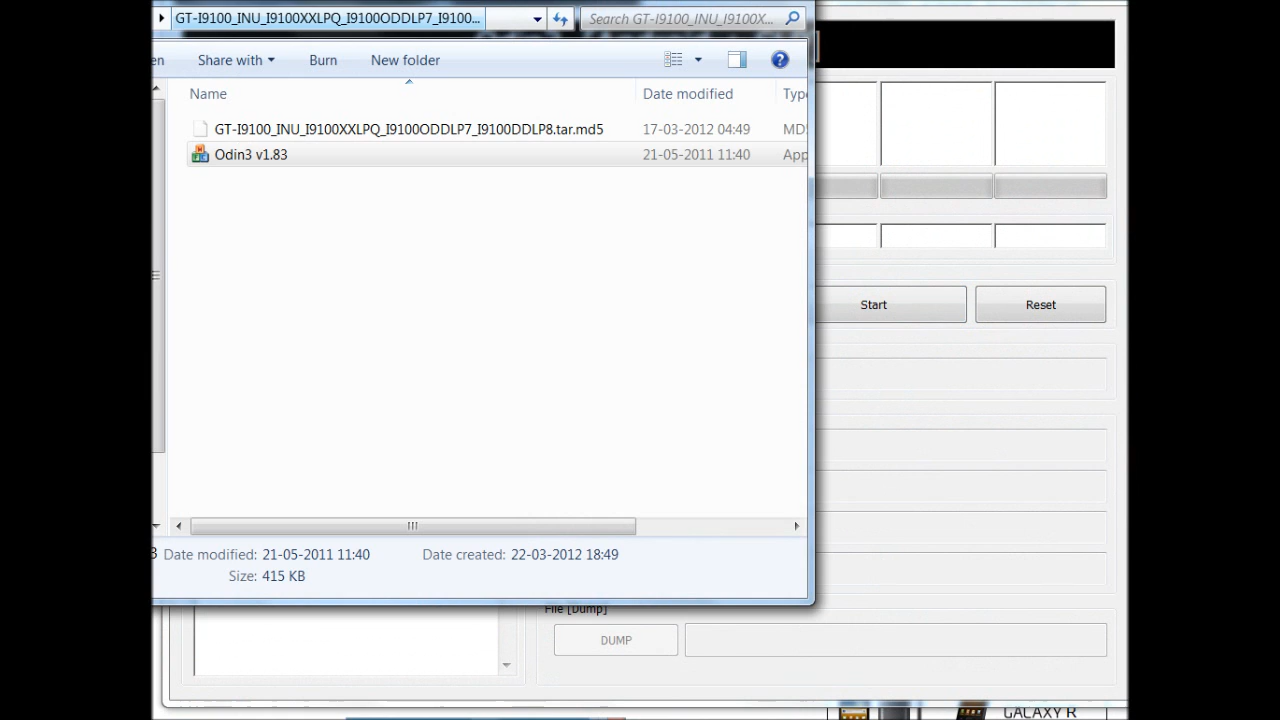 GT-I9100_INU_I9100XXLPQ_I9100ODDLP7_I9100...
Search GT-I9100_INU_I9100X...
en Share with Burn New folder
Name Date modified Type
GT-I9100_INU_I9100XXLPQ_I9100ODDLP7_I9100DDLP8.tar.md5 17-03-2012 04:49 MD
Odin3 v1.83 21-05-2011 11:40 App
Start Reset
3 Date modified: 21-05-2011 11:40 Date created: 22-03-2012 18:49
Size: 415 KB
File [Dump]
DUMP
GALAXY R